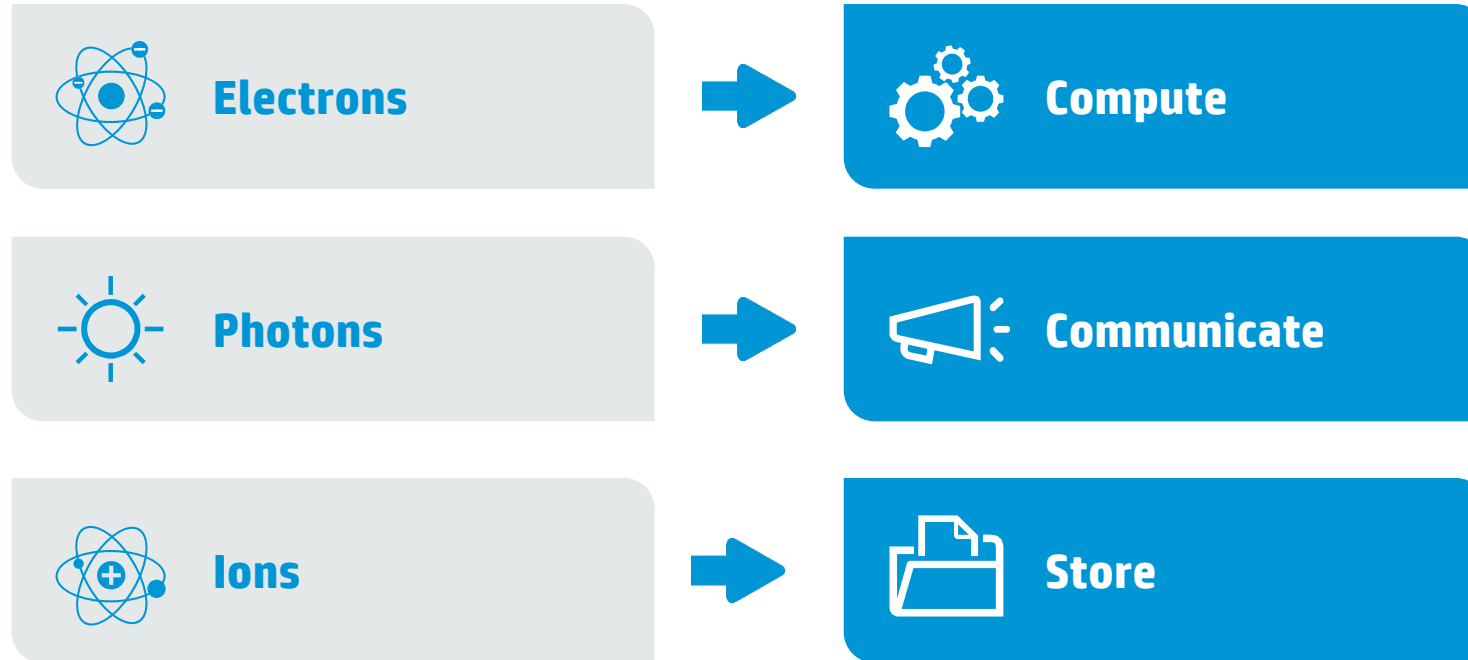 Electrons
Compute
Photons
Communicate
Ions
Store